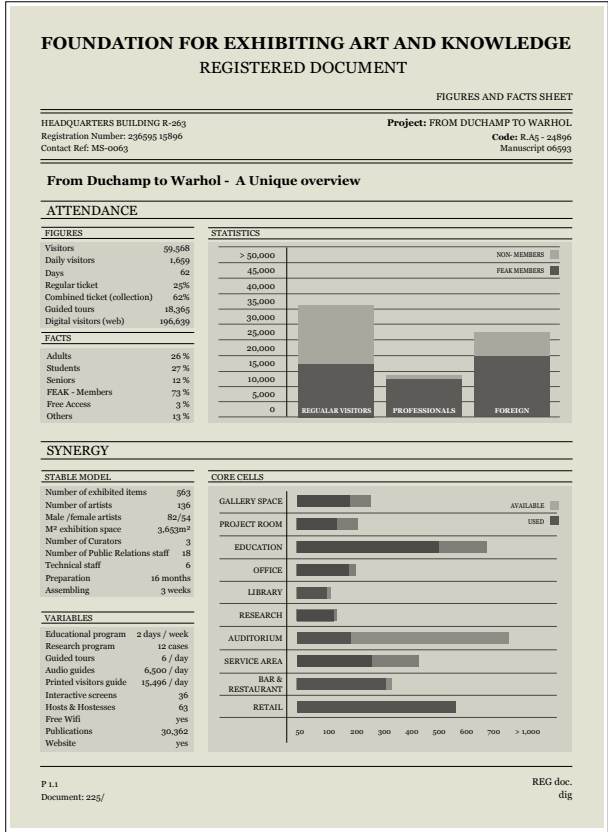 FOUNDATION FOR EXHIBITING ART AND KNOWLEDGE
REGISTERED DOCUMENT
FIGURES AND FACTS SHEET
HEADQUARTERS BUILDING R-263
Registration Number: 236595 15896
Contact Ref: MS-0063
Project: FROM DUCHAMP TO WARHOL
Code: R.A5 - 24896
Manuscript 06593
From Duchamp to Warhol - A Unique overview
ATTENDANCE
FIGURES
Visitors 59,568
Daily visitors 1,659
Days 62
Regular ticket 25%
Combined ticket (collection) 62%
Guided tours 18,365
Digital visitors (web) 196,639
FACTS
Adults 26 %
Students 27 %
Seniors 12 %
FEAK - Members 73 %
Free Access 3 %
Others 13 %
STATISTICS
> 50,000
45,000
40,000
35,000
30,000
25,000
20,000
15,000
10,000
5,000
0
NON- MEMBERS
FEAK MEMBERS
REGUALAR VISITORS PROFESSIONALS FOREIGN
SYNERGY
STABLE MODEL
Number of exhibited items 563
Number of artists 136
Male /female artists 82/54
M² exhibition space 3,653m²
Number of Curators 3
Number of Public Relations staff 18
Technical staff 6
Preparation 16 months
Assembling 3 weeks
VARIABLES
Educational program 2 days / week
Research program 12 cases
Guided tours 6 / day
Audio guides 6,500 / day
Printed visitors guide 15,496 / day
Interactive screens 36
Hosts & Hostesses 63
Free Wifi yes
Publications 30,362
Website yes
CORE CELLS
GALLERY SPACE
PROJECT ROOM
EDUCATION
OFFICE
LIBRARY
RESEARCH
AUDITORIUM
SERVICE AREA
BAR &
RESTAURANT
RETAIL
AVAILABLE
USED
50 100 200 300 400 500 600 700 > 1,000
P 1.1
Document: 225/
REG doc.
dig